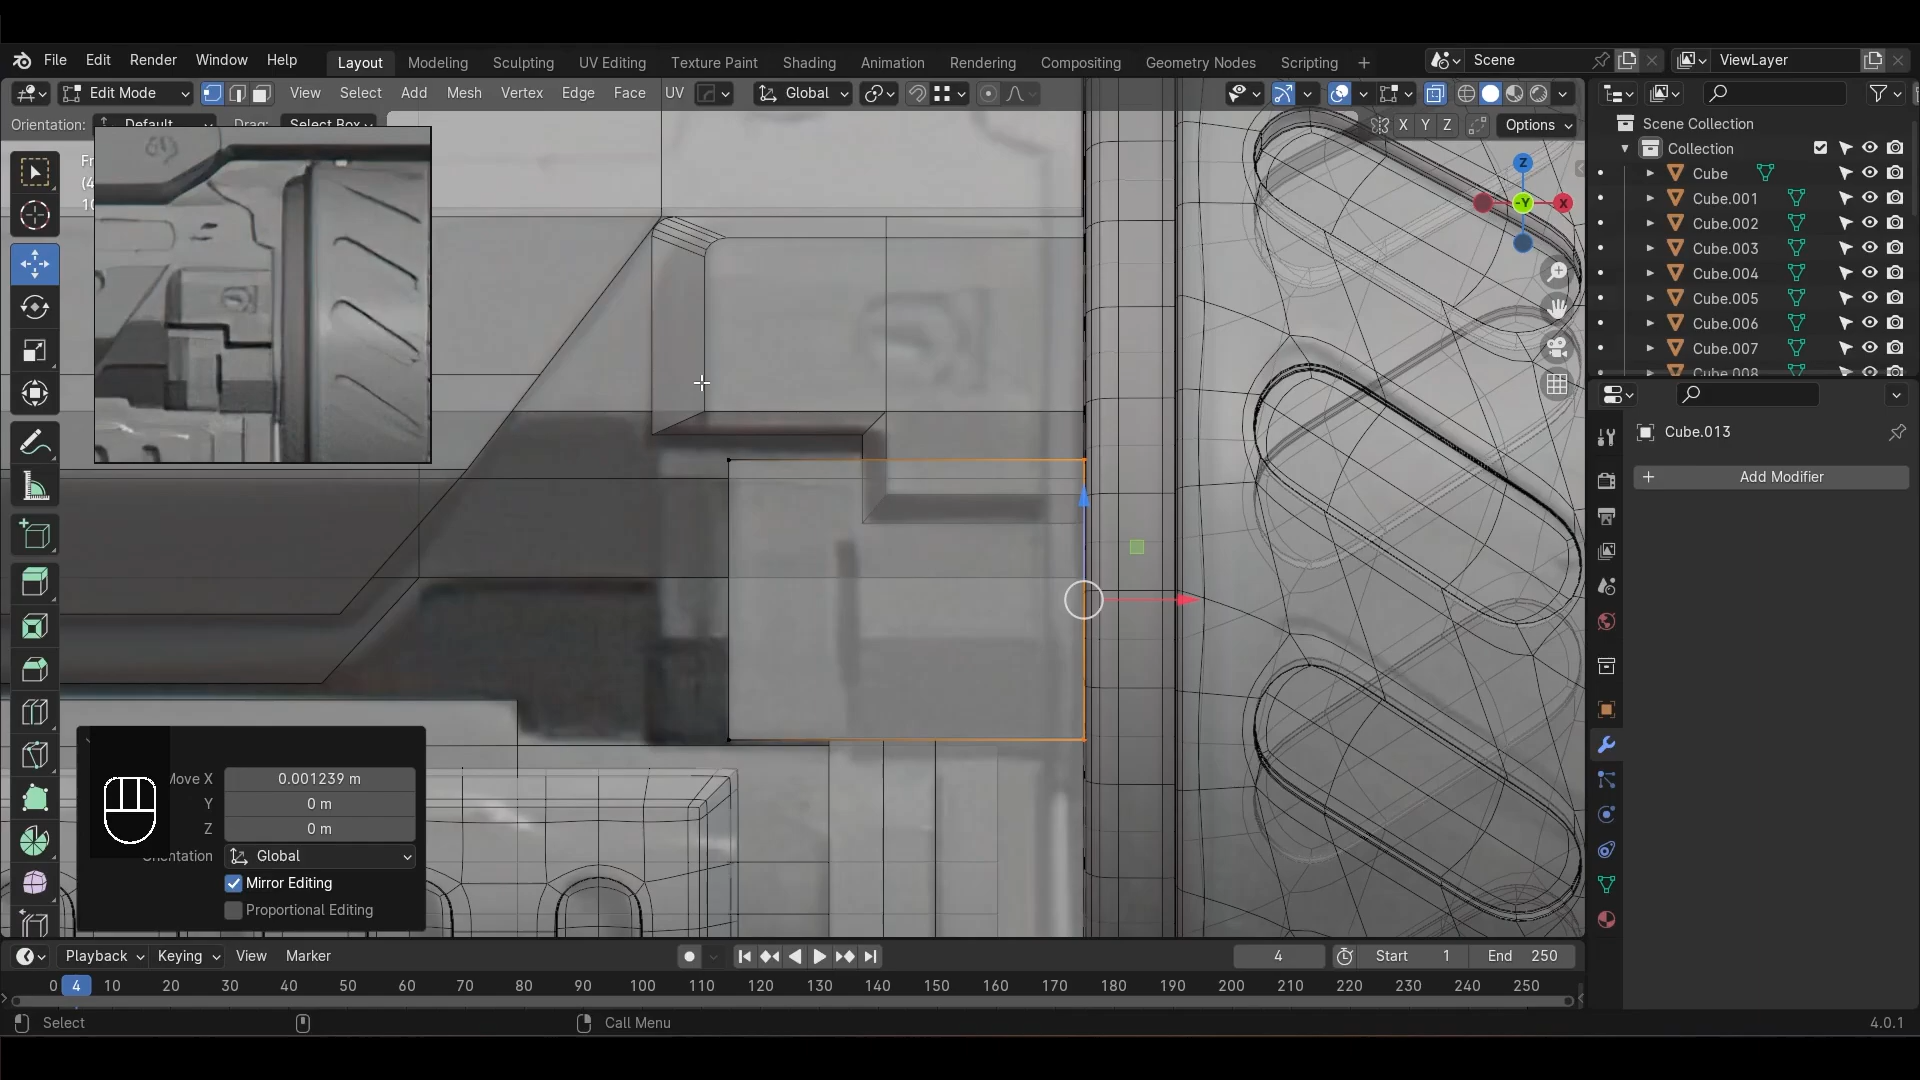 File Edit Render Window Help Layout Modeling Sculpting UV Editing Texture Paint Shading Animation Rendering Compositing Geometry Nodes Scripting + Scene ViewLayer
Edit Mode View Select Add Mesh Vertex Edge Face UV Global
Orientation: Default Drag: Select Box X Y Z Options
Scene Collection
Collection
Cube
Cube.001
Cube.002
Cube.003
Cube.004
Cube.005
Cube.006
Cube.007
Cube.008
Z
-Y X
Cube.013
+ Add Modifier
Move X 0.001239 m
Y 0 m
Z 0 m
Orientation Global
Mirror Editing
Proportional Editing
Playback Keying View Marker 4 Start 1 End 250
0 4 10 20 30 40 50 60 70 80 90 100 110 120 130 140 150 160 170 180 190 200 210 220 230 240 250
Select Call Menu 4.0.1